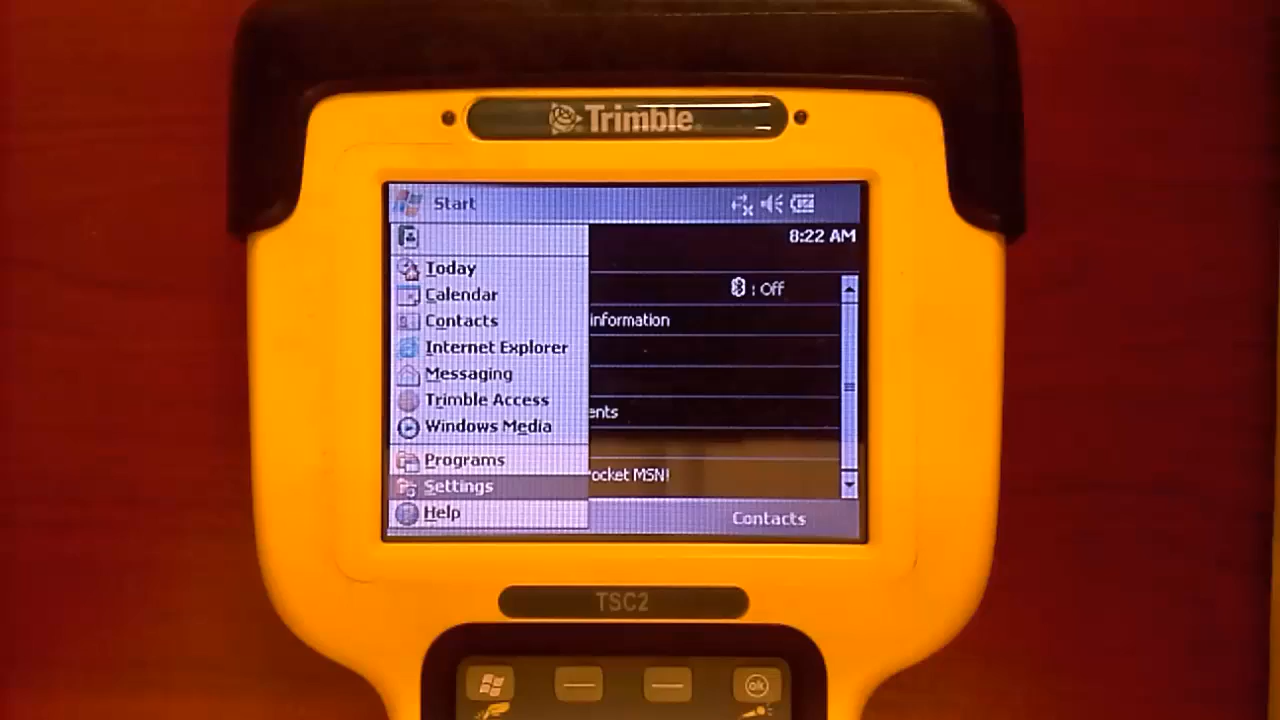 Trimble
Start
8:22 AM
Today
: Off
Calendar
Contacts
information
Internet Explorer
Messaging
Trimble Access
ents
Windows Media
Programs
ocket MSN!
Settings
Help
Contacts
TSC2
ok